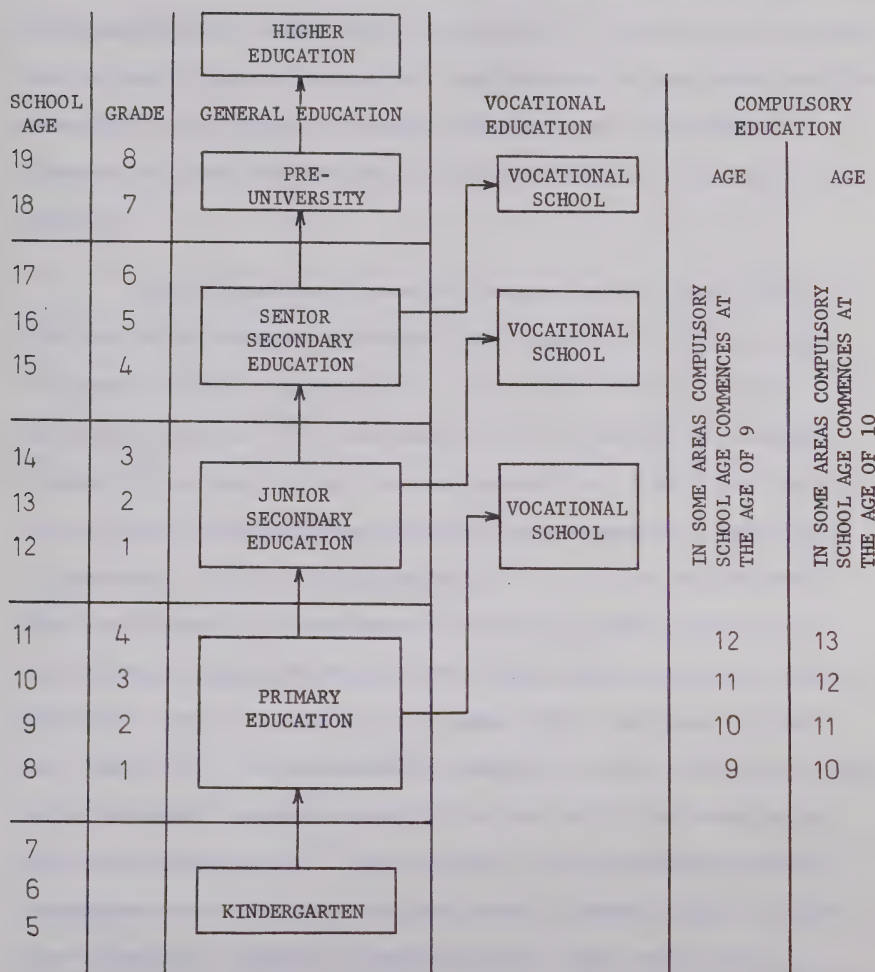 HIGHER
EDUCATION
SCHOOL
AGE
GRADE
GENERAL EDUCATION
VOCATIONAL
EDUCATION
COMPULSORY
EDUCATION
19 8
18 7
PRE-
UNIVERSITY
VOCATIONAL
SCHOOL
AGE AGE
17 6
16 5
15 4
SENIOR
SECONDARY
EDUCATION
VOCATIONAL
SCHOOL
14 3
13 2
12 1
JUNIOR
SECONDARY
EDUCATION
VOCATIONAL
SCHOOL
IN SOME AREAS COMPULSORY
SCHOOL AGE COMMENCES AT
THE AGE OF 9
IN SOME AREAS COMPULSORY
SCHOOL AGE COMMENCES AT
THE AGE OF 10
11 4 12 13
10 3 11 12
9 2 10 11
8 1 9 10
PRIMARY
EDUCATION
7
6
5
KINDERGARTEN